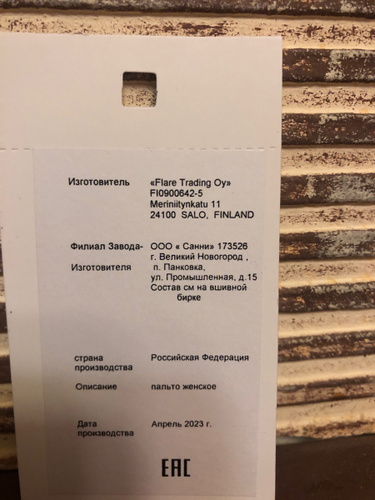 Изготовитель «Flare Trading Oy»
FI0900642-5
Meriniitynkatu 11
24100 SALO, FINLAND
Филиал Завода- ООО « Санни» 173526
г. Великий Новгород ,
Изготовителя п. Панковка,
ул. Промышленная, д.15
Состав см на вшивной
бирке
страна Российская Федерация
производства
Описание пальто женское
Дата Апрель 2023 г.
производства
EAC